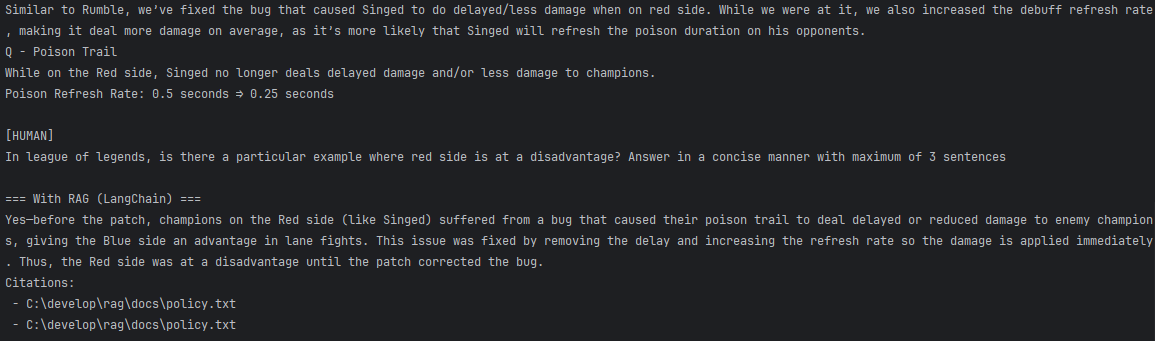 Similar to Rumble, we've fixed the bug that caused Singed to do delayed/less damage when on red side. While we were at it, we also increased the debuff refresh rate
, making it deal more damage on average, as it's more likely that Singed will refresh the poison duration on his opponents.
Q - Poison Trail
While on the Red side, Singed no longer deals delayed damage and/or less damage to champions.
Poison Refresh Rate: 0.5 seconds ⇒ 0.25 seconds
[HUMAN]
In league of legends, is there a particular example where red side is at a disadvantage? Answer in a concise manner with maximum of 3 sentences
=== With RAG (LangChain) ===
Yes—before the patch, champions on the Red side (like Singed) suffered from a bug that caused their poison trail to deal delayed or reduced damage to enemy champion
s, giving the Blue side an advantage in lane fights. This issue was fixed by removing the delay and increasing the refresh rate so the damage is applied immediately
. Thus, the Red side was at a disadvantage until the patch corrected the bug.
Citations:
- C:\develop\rag\docs\policy.txt
- C:\develop\rag\docs\policy.txt